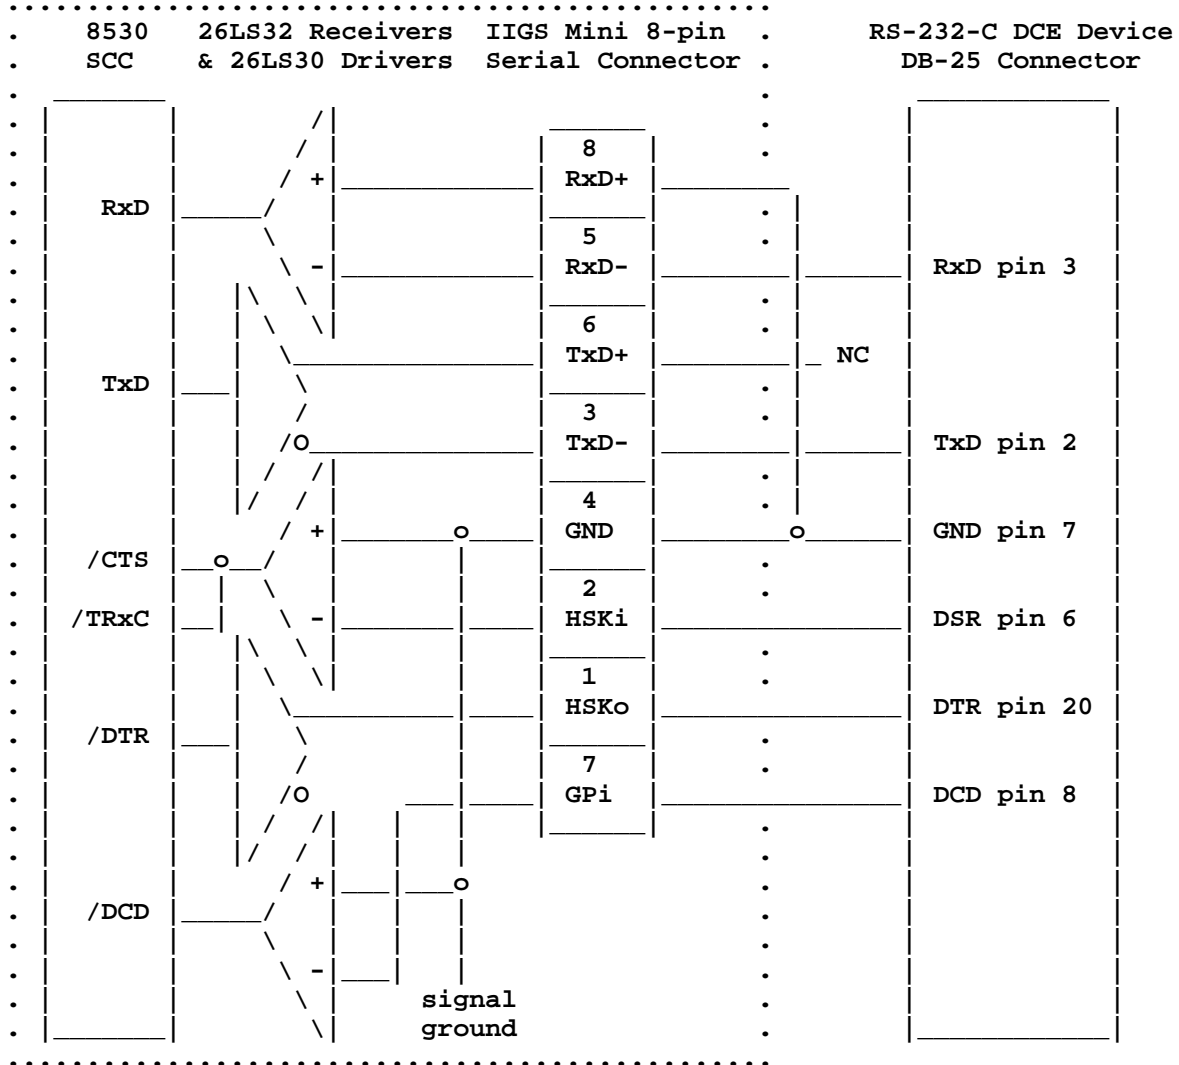 8530 26LS32 Receivers IIGS Mini 8-pin RS-232-C DCE Device
SCC & 26LS30 Drivers Serial Connector DB-25 Connector
8
+ RxD+
RxD
5
- RxD- RxD pin 3
6
TxD+ NC
TxD
3
O TxD- TxD pin 2
4
+ o GND o GND pin 7
/CTS o
2
/TRxC - HSKi DSR pin 6
1
HSKo DTR pin 20
/DTR
7
O GPi DCD pin 8
+ o
/DCD
-
signal
ground